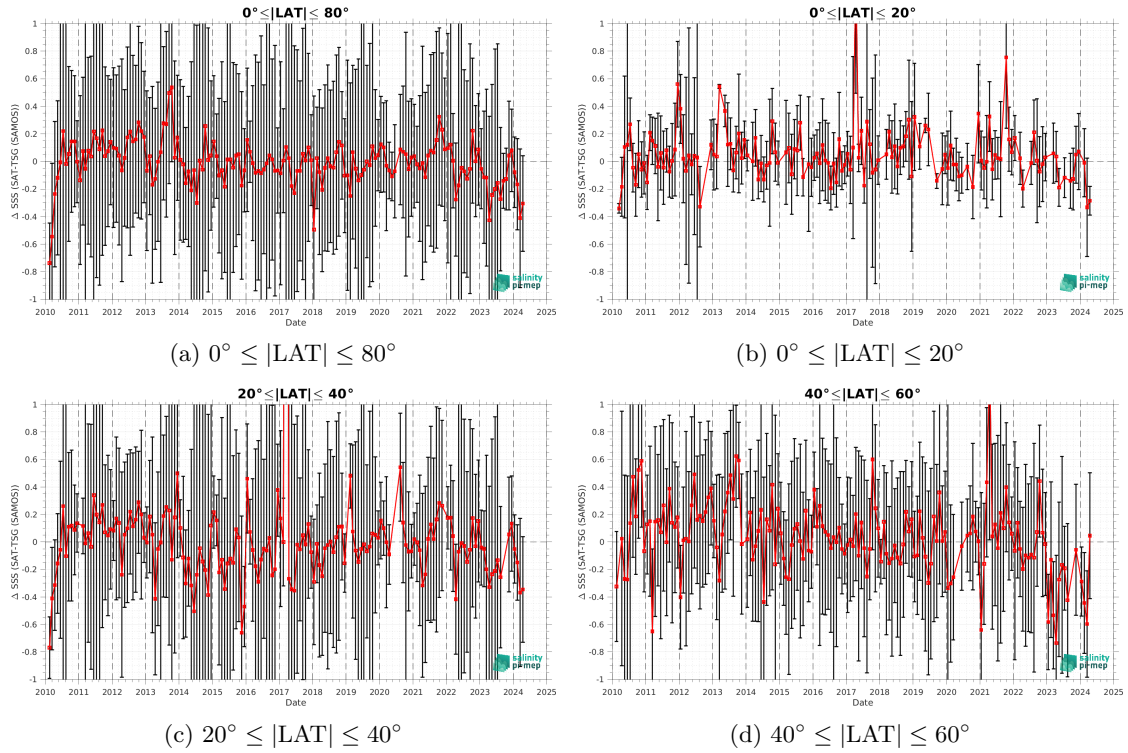 0°≤|LAT|≤ 80°
Δ SSS (SAT-TSG (SAMOS))
1
0.8
0.6
0.4
0.2
0
-0.2
-0.4
-0.6
-0.8
-1
salinity
pi-mep
2010 2011 2012 2013 2014 2015 2016 2017 2018 2019 2020 2021 2022 2023 2024 2025
Date
(a) 0° ≤ |LAT| ≤ 80°
0°≤|LAT|≤ 20°
Δ SSS (SAT-TSG (SAMOS))
1
0.8
0.6
0.4
0.2
0
-0.2
-0.4
-0.6
-0.8
-1
salinity
pi-mep
2010 2011 2012 2013 2014 2015 2016 2017 2018 2019 2020 2021 2022 2023 2024 2025
Date
(b) 0° ≤ |LAT| ≤ 20°
20°≤|LAT|≤ 40°
Δ SSS (SAT-TSG (SAMOS))
1
0.8
0.6
0.4
0.2
0
-0.2
-0.4
-0.6
-0.8
-1
salinity
pi-mep
2010 2011 2012 2013 2014 2015 2016 2017 2018 2019 2020 2021 2022 2023 2024 2025
Date
(c) 20° ≤ |LAT| ≤ 40°
40°≤|LAT|≤ 60°
Δ SSS (SAT-TSG (SAMOS))
1
0.8
0.6
0.4
0.2
0
-0.2
-0.4
-0.6
-0.8
-1
salinity
pi-mep
2010 2011 2012 2013 2014 2015 2016 2017 2018 2019 2020 2021 2022 2023 2024 2025
Date
(d) 40° ≤ |LAT| ≤ 60°